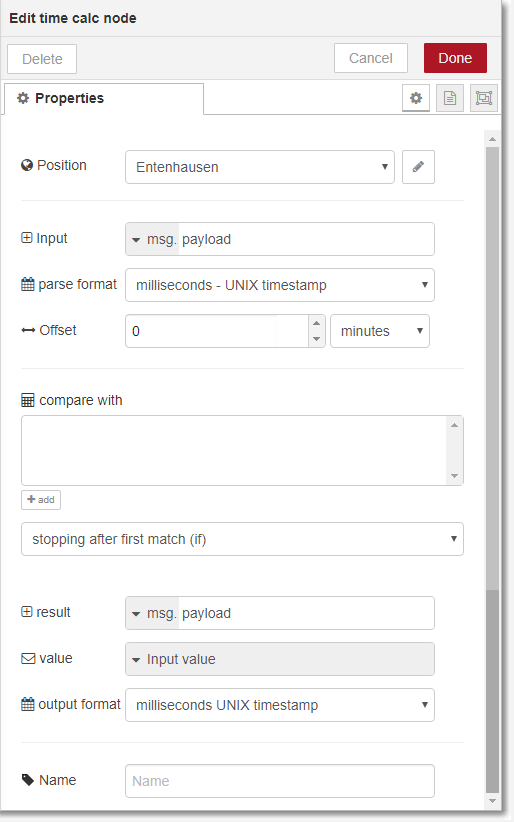 Edit time calc node
Delete Cancel Done
Properties
Position Entenhausen
Input msg. payload
parse format milliseconds - UNIX timestamp
Offset 0 minutes
compare with
+ add
stopping after first match (if)
result msg. payload
value Input value
output format milliseconds UNIX timestamp
Name Name